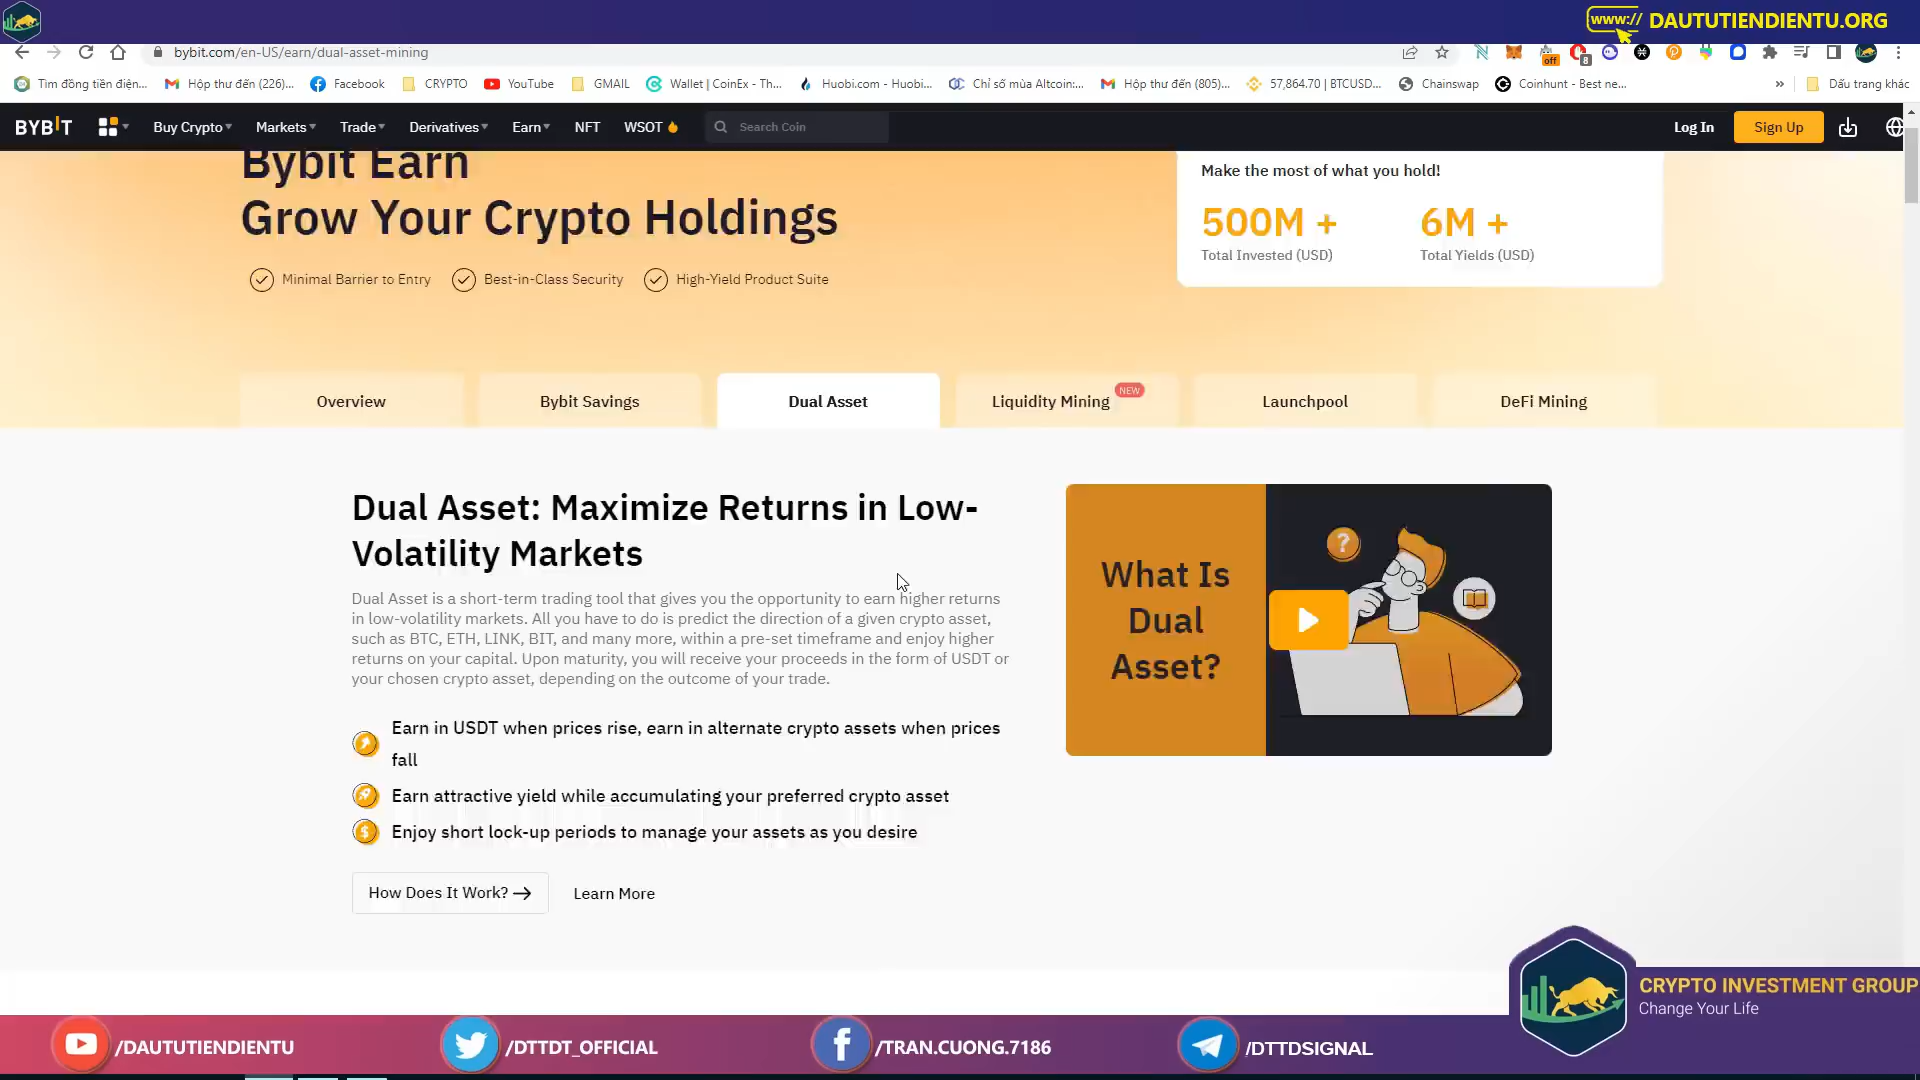 www.// DAUTUTIENDIENTU.ORG
bybit.com/en-US/earn/dual-asset-mining
off
8
Tìm đồng tiền điện... Hộp thư đến (226)... Facebook CRYPTO YouTube GMAIL Wallet | CoinEx - Th... Huobi.com - Huobi... Chỉ số mùa Altcoin:... Hộp thư đến (805)... 57,864.70 | BTCUSD... Chainswap Coinhunt - Best ne... » Dấu trang khác
BYBIT Buy Crypto Markets Trade Derivatives Earn NFT WSOT Search Coin Log In Sign Up
Bybit Earn
Grow Your Crypto Holdings
Minimal Barrier to Entry Best-in-Class Security High-Yield Product Suite
Make the most of what you hold!
500M + 6M +
Total Invested (USD) Total Yields (USD)
Overview Bybit Savings Dual Asset Liquidity Mining NEW Launchpool DeFi Mining
Dual Asset: Maximize Returns in Low-
Volatility Markets
Dual Asset is a short-term trading tool that gives you the opportunity to earn higher returns
in low-volatility markets. All you have to do is predict the direction of a given crypto asset,
such as BTC, ETH, LINK, BIT, and many more, within a pre-set timeframe and enjoy higher
returns on your capital. Upon maturity, you will receive your proceeds in the form of USDT or
your chosen crypto asset, depending on the outcome of your trade.
Earn in USDT when prices rise, earn in alternate crypto assets when prices
fall
Earn attractive yield while accumulating your preferred crypto asset
Enjoy short lock-up periods to manage your assets as you desire
How Does It Work? → Learn More
What Is
Dual
Asset?
?
CRYPTO INVESTMENT GROUP
Change Your Life
/DAUTUTIENDIENTU /DTTDT_OFFICIAL /TRAN.CUONG.7186 /DTTDSIGNAL